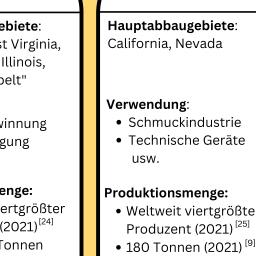 ebiete:
st Virginia,
Illinois,
belt"
winnung
gung
enge:
ertgrößter
(2021)[24]
Tonnen
Hauptabbaugebiete:
California, Nevada
Verwendung:
• Schmuckindustrie
• Technische Geräte
usw.
Produktionsmenge:
• Weltweit viertgrößte
Produzent (2021)[25]
• 180 Tonnen (2021)[9]